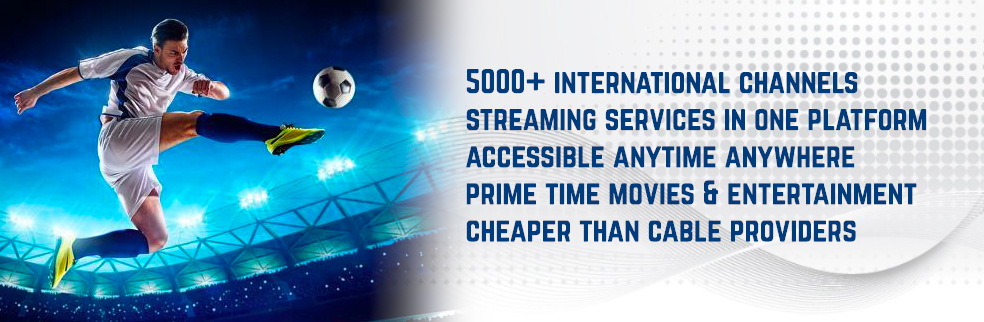 5000+ INTERNATIONAL CHANNELS
STREAMING SERVICES IN ONE PLATFORM
ACCESSIBLE ANYTIME ANYWHERE
PRIME TIME MOVIES & ENTERTAINMENT
CHEAPER THAN CABLE PROVIDERS